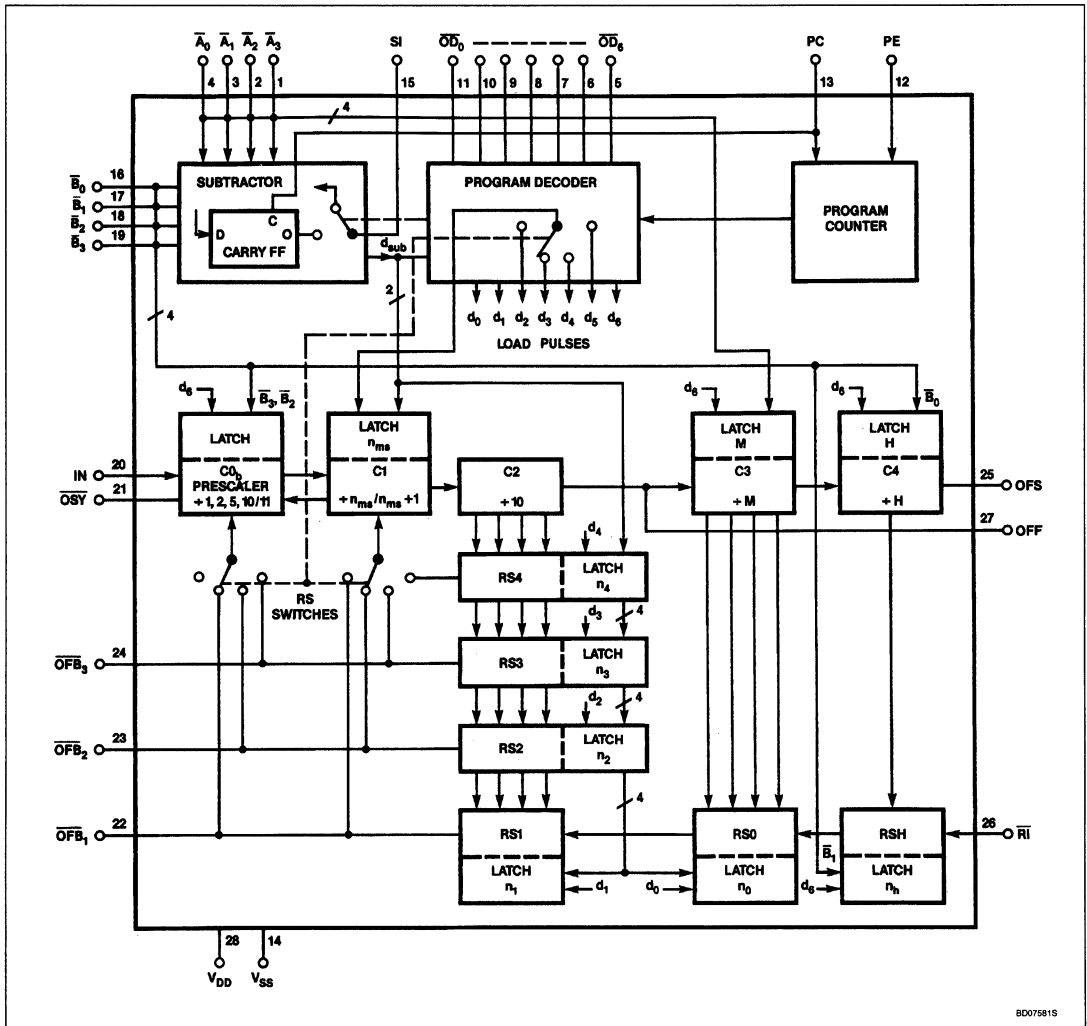 A̅0 A̅1 A̅2 A̅3 SI O̅D̅0 O̅D̅6 PC PE
4 3 2 1 15 11 10 9 8 7 6 5 13 12
4
B̅0 16
B̅1 17
B̅2 18
B̅3 19
SUBTRACTOR
C
D O
CARRY FF
dsub
PROGRAM DECODER
PROGRAM COUNTER
4
2
d0 d1 d2 d3 d4 d5 d6
LOAD PULSES
d6 B̅3, B̅2
LATCH
C0b
PRESCALER
÷ 1, 2, 5, 10/11
LATCH
nms
C1
÷ nms/nms +1
C2
÷ 10
d6
LATCH
M
C3
÷ M
d6 B̅0
LATCH
H
C4
÷ H
IN 20
O̅S̅Y̅ 21
25 OFS
27 OFF
RS
SWITCHES
d4
RS4 LATCH
n4
d3 4
RS3 LATCH
n3
d2 4
RS2 LATCH
n2
4
O̅F̅B̅3 24
O̅F̅B̅2 23
O̅F̅B̅1 22
RS1
LATCH
n1
d1 d0
RS0
LATCH
n0
B̅1
d6
RSH
LATCH
nh
26 R̅I̅
28 14
VDD VSS
BD07581S